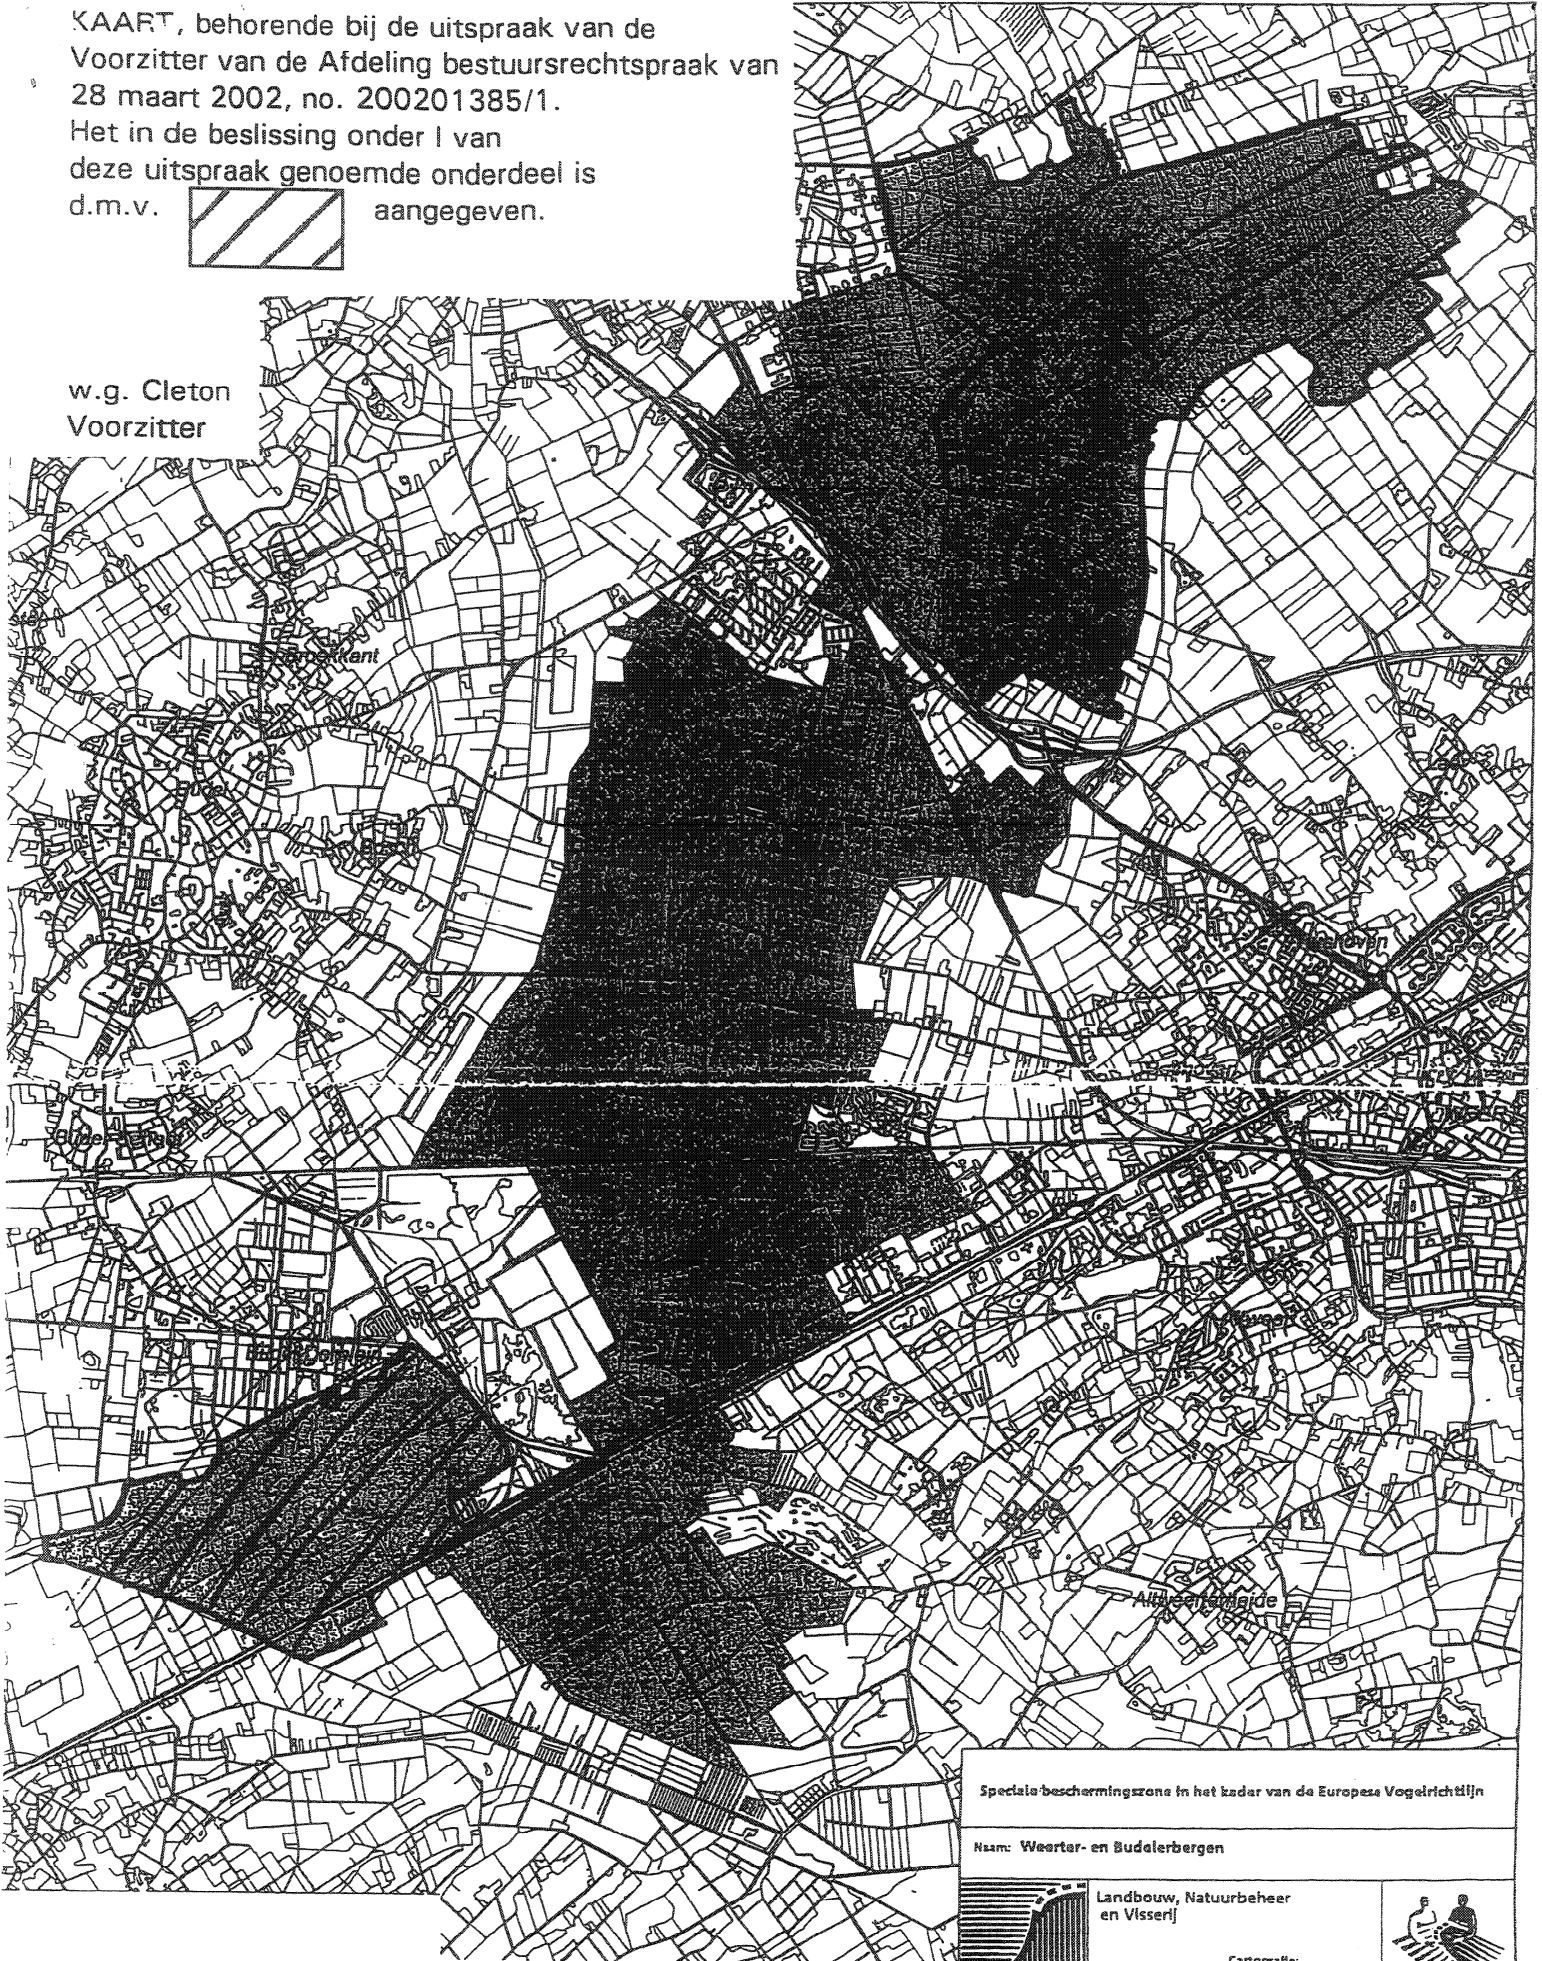 KAART, behorende bij de uitspraak van de
Voorzitter van de Afdeling bestuursrechtspraak van
28 maart 2002, no. 200201385/1.
Het in de beslissing onder I van
deze uitspraak genoemde onderdeel is
d.m.v. aangegeven.
w.g. Cleton
Voorzitter
Budel
Altweerterheide
Speciale beschermingszone in het kader van de Europese Vogelrichtlijn
Naam: Weerter- en Budelerbergen
Landbouw, Natuurbeheer
en Visserij
Cartografie: